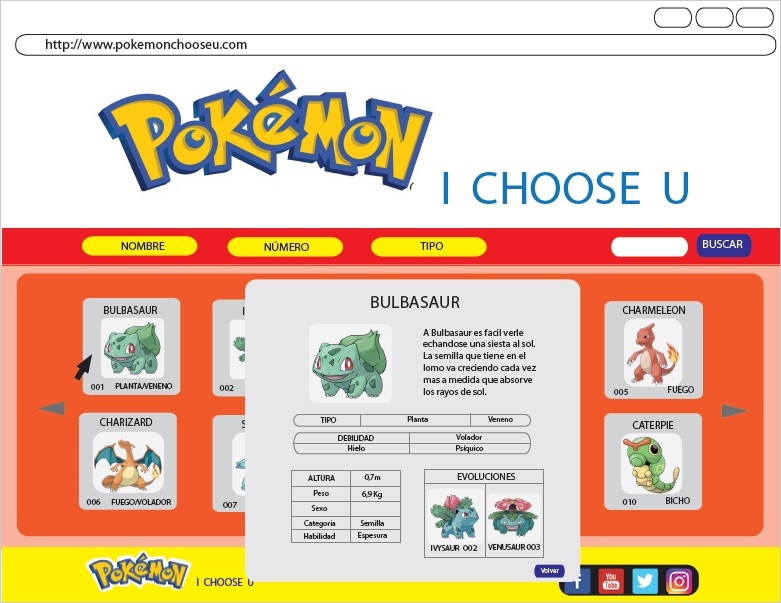 http://www.pokemonchooseu.com
POKÉMON
I CHOOSE U
NOMBRE
NÚMERO
TIPO
BUSCAR
BULBASAUR
001 PLANTA/VENENO
002
CHARMELEON
005 FUEGO
CHARIZARD
006 FUEGO/VOLADOR
007
CATERPIE
010 BICHO
BULBASAUR
A Bulbasaur es facil verle
echandose una siesta al sol.
La semilla que tiene en el
lomo va creciendo cada vez
mas a medida que absorve
los rayos de sol.
TIPO Planta Veneno
DEBILIDAD Volador
Hielo Psíquico
ALTURA 0,7m
Peso 6,9 Kg
Sexo
Categoria Semilla
Habilidad Espesura
EVOLUCIONES
IVYSAUR 002 VENUSAUR 003
Volver
POKÉMON
I CHOOSE U
f
You
Tube